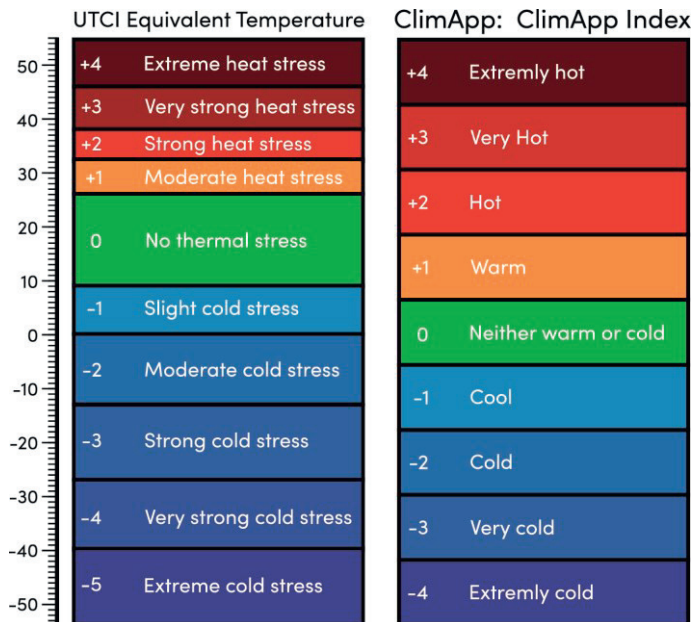 UTCI Equivalent Temperature
50
40
30
20
10
0
-10
-20
-30
-40
-50
+4 Extreme heat stress
+3 Very strong heat stress
+2 Strong heat stress
+1 Moderate heat stress
0 No thermal stress
-1 Slight cold stress
-2 Moderate cold stress
-3 Strong cold stress
-4 Very strong cold stress
-5 Extreme cold stress
ClimApp: ClimApp Index
+4 Extremly hot
+3 Very Hot
+2 Hot
+1 Warm
0 Neither warm or cold
-1 Cool
-2 Cold
-3 Very cold
-4 Extremly cold